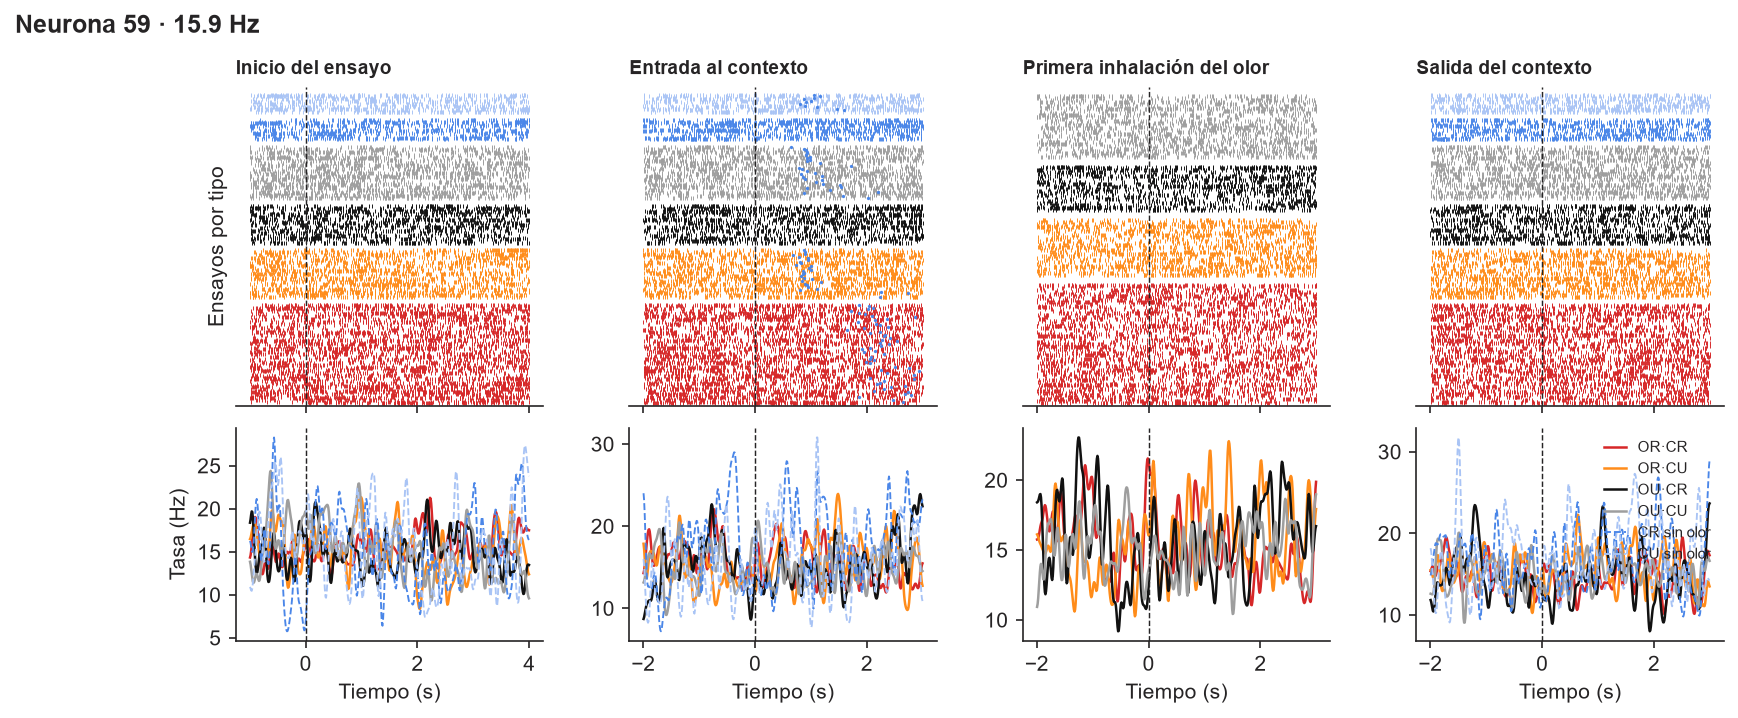 Neurona 59 · 15.9 Hz
Inicio del ensayo
Entrada al contexto
Primera inhalación del olor
Salida del contexto
Ensayos por tipo
Tasa (Hz)
25
20
15
10
5
0
2
4
Tiempo (s)
30
20
10
−2
0
2
Tiempo (s)
20
15
10
−2
0
2
Tiempo (s)
30
20
10
−2
0
2
Tiempo (s)
OR·CR
OR·CU
OU·CR
OU·CU
CR sin olor
CU sin olor